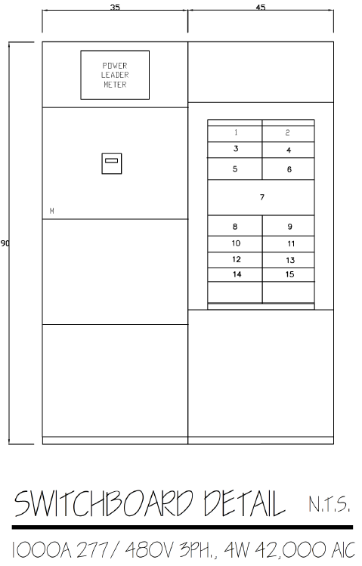 35 45
POWER
LEADER
METER
1 2
3 4
5 6
7
M
8 9
10 11
90
12 13
14 15
SWITCHBOARD DETAIL N.T.S.
1000A 277/480V 3PH., 4W 42,000 AIC